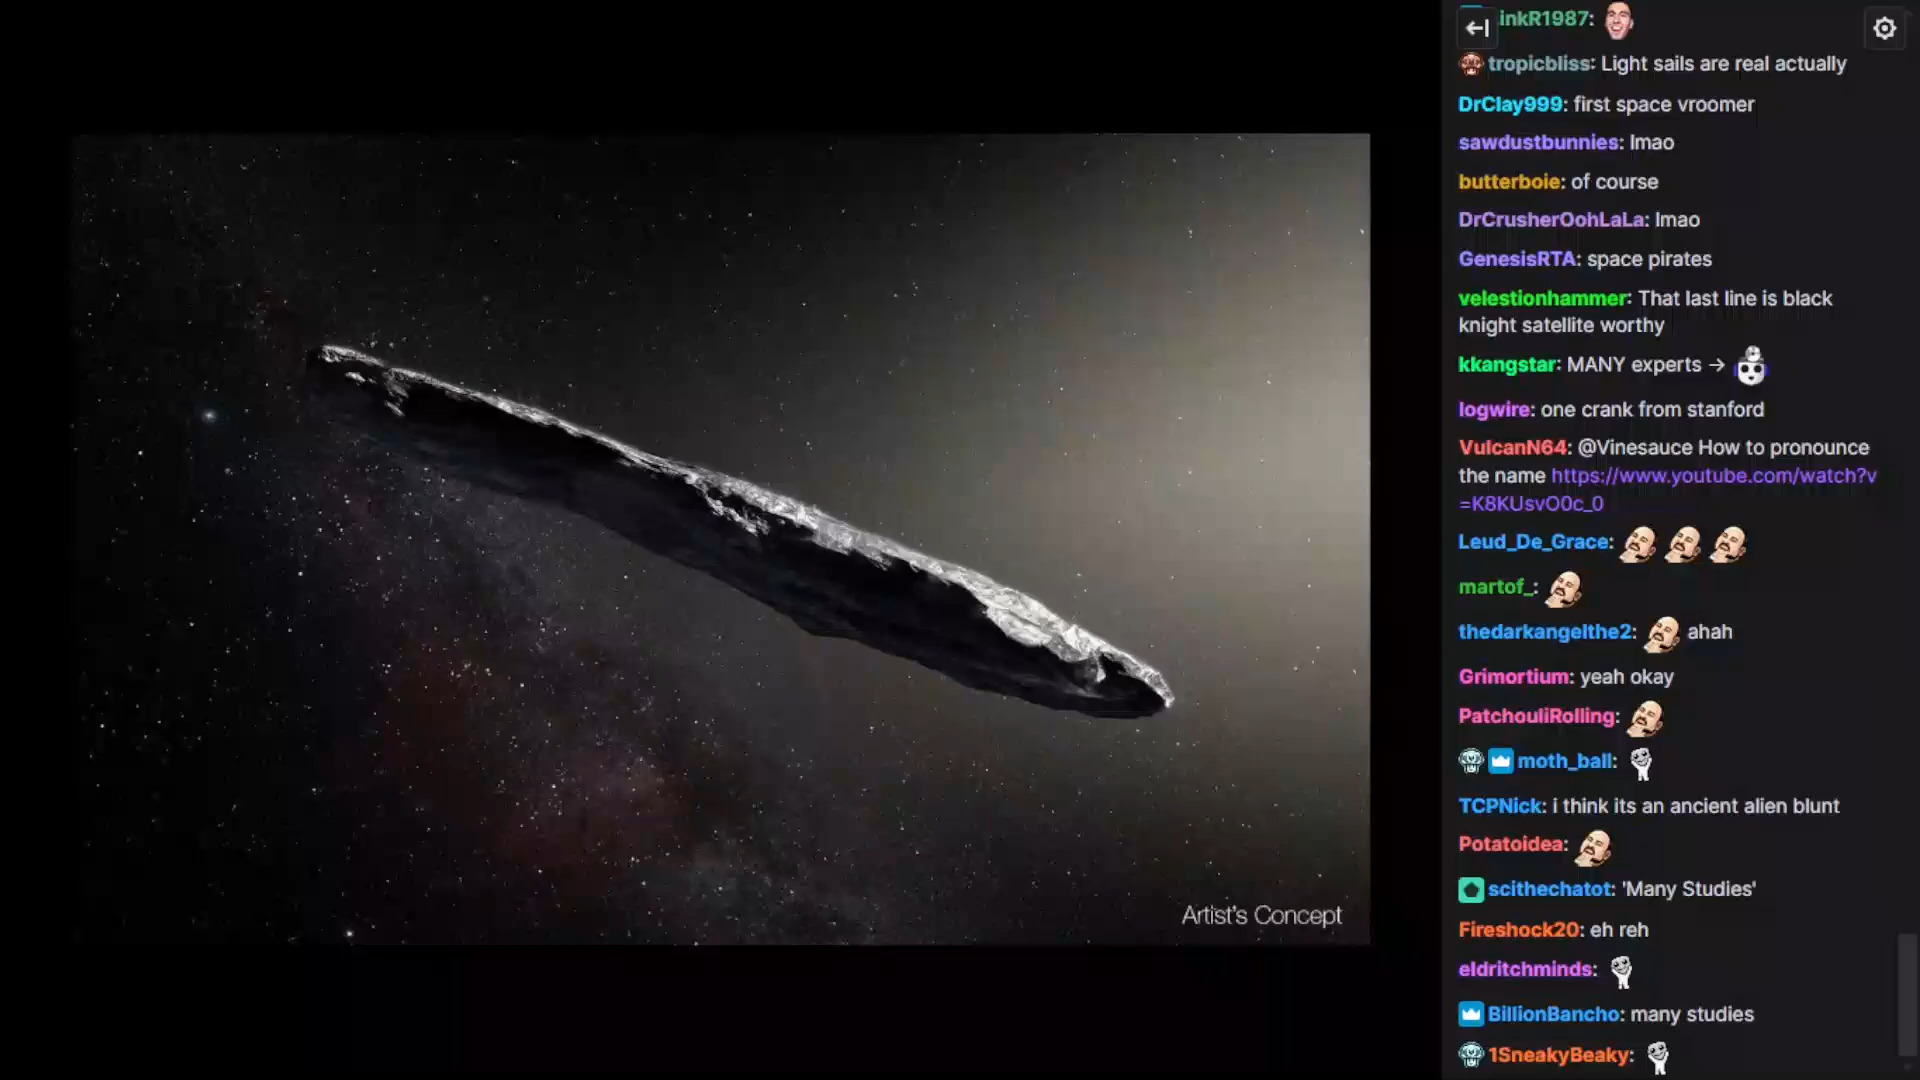 Artist's Concept
inkR1987:
tropicbliss: Light sails are real actually
DrClay999: first space vroomer
sawdustbunnies: lmao
butterboie: of course
DrCrusherOohLaLa: lmao
GenesisRTA: space pirates
velestionhammer: That last line is black
knight satellite worthy
kkangstar: MANY experts →
logwire: one crank from stanford
VulcanN64: @Vinesauce How to pronounce
the name https://www.youtube.com/watch?v
=K8KUsvO0c_0
Leud_De_Grace:
martof_:
thedarkangelthe2: ahah
Grimortium: yeah okay
PatchouliRolling:
moth_ball:
TCPNick: i think its an ancient alien blunt
Potatoidea:
scithechatot: 'Many Studies'
Fireshock20: eh reh
eldritchminds:
BillionBancho: many studies
1SneakyBeaky: